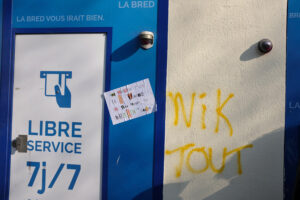 LA BRED VOUS IRAIT BIEN.
LA BRED
LIBRE
SERVICE
7j/7
NIK
TOUT